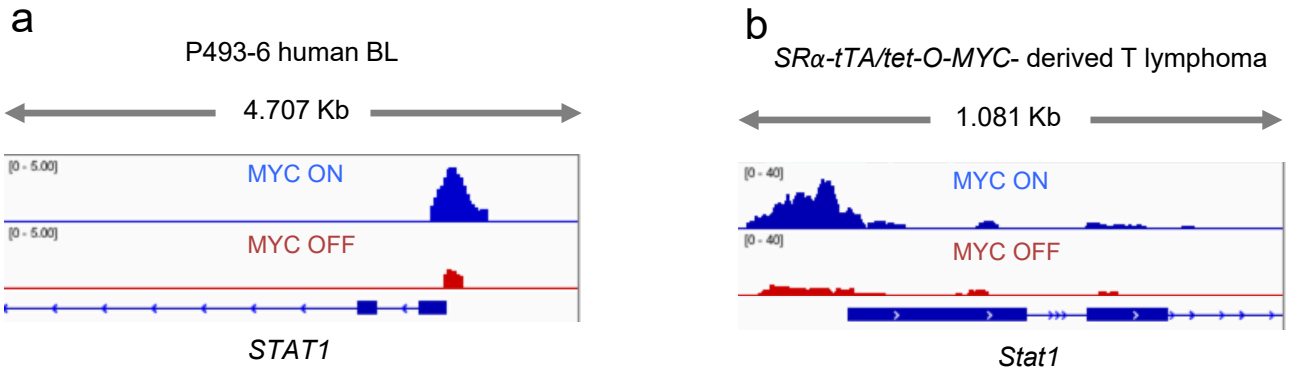 a
P493-6 human BL
4.707 Kb
[0 - 5.00]
MYC ON
[0 - 5.00]
MYC OFF
STAT1
b
SRα-tTA/tet-O-MYC- derived T lymphoma
1.081 Kb
[0 - 40]
MYC ON
[0 - 40]
MYC OFF
Stat1